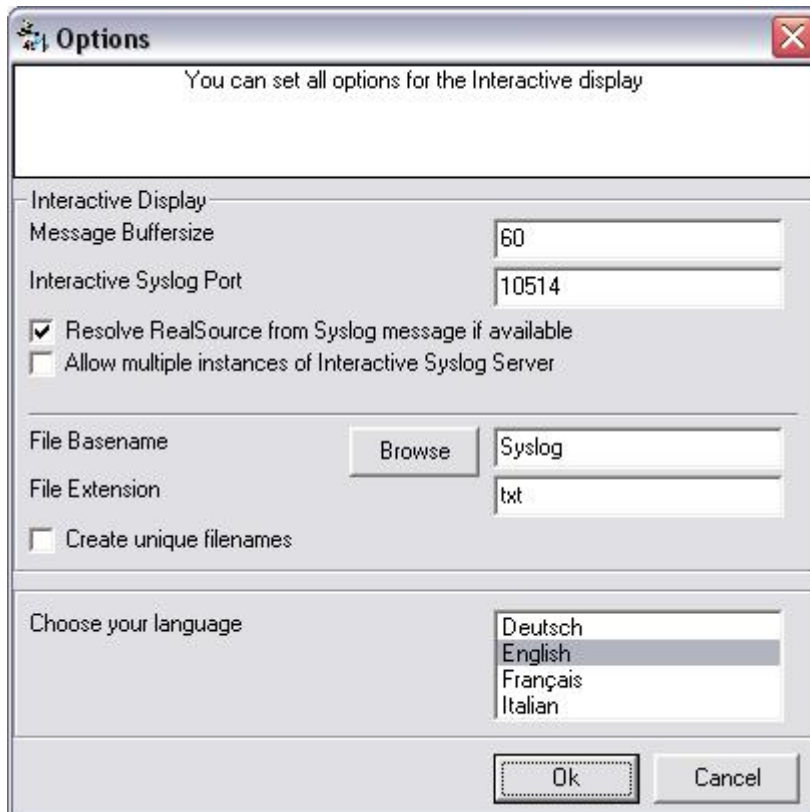 Options
You can set all options for the Interactive display
Interactive Display
Message Buffersize 60
Interactive Syslog Port 10514
Resolve RealSource from Syslog message if available
Allow multiple instances of Interactive Syslog Server
File Basename Browse Syslog
File Extension txt
Create unique filenames
Choose your language Deutsch
English
Français
Italian
Ok Cancel